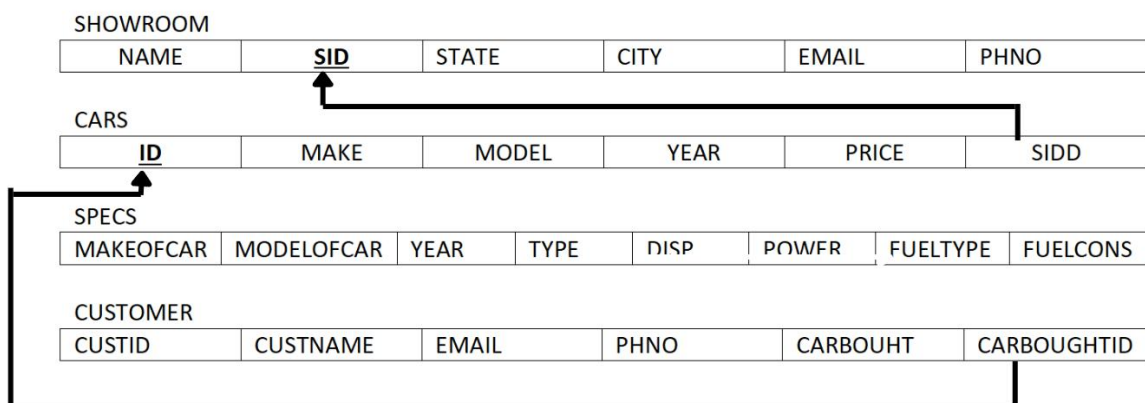 SHOWROOM
NAME SID STATE CITY EMAIL PHNO
CARS
ID MAKE MODEL YEAR PRICE SIDD
SPECS
MAKEOFCAR MODELOFCAR YEAR TYPE DISP POWER FUELTYPE FUELCONS
CUSTOMER
CUSTID CUSTNAME EMAIL PHNO CARBOUHT CARBOUGHTID